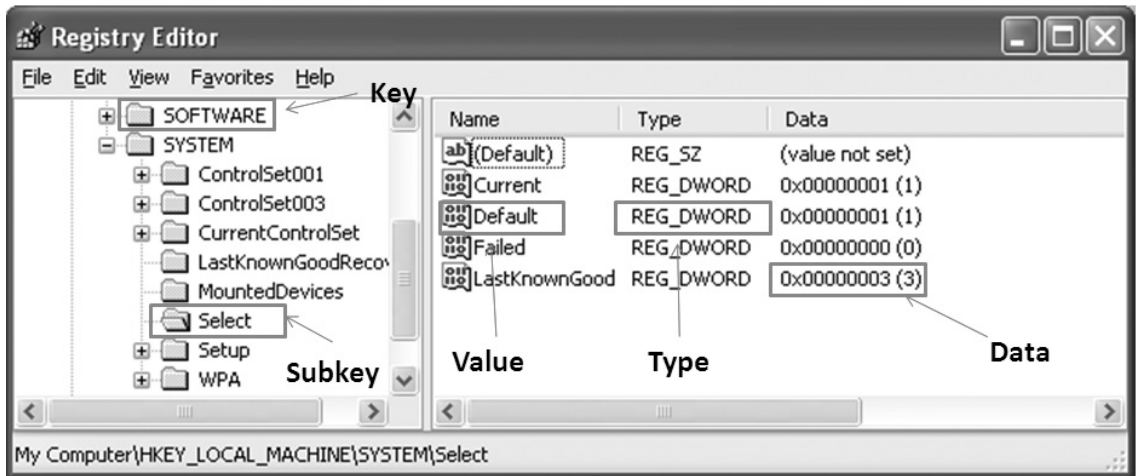 Registry Editor
File Edit View Favorites Help
Key
SOFTWARE
SYSTEM
ControlSet001
ControlSet003
CurrentControlSet
LastKnownGoodReco
MountedDevices
Select
Setup
WPA
Subkey
Name Type Data
(Default) REG_SZ (value not set)
Current REG_DWORD 0x00000001 (1)
Default REG_DWORD 0x00000001 (1)
Failed REG_DWORD 0x00000000 (0)
LastKnownGood REG_DWORD 0x00000003 (3)
Value Type Data
My Computer\HKEY_LOCAL_MACHINE\SYSTEM\Select